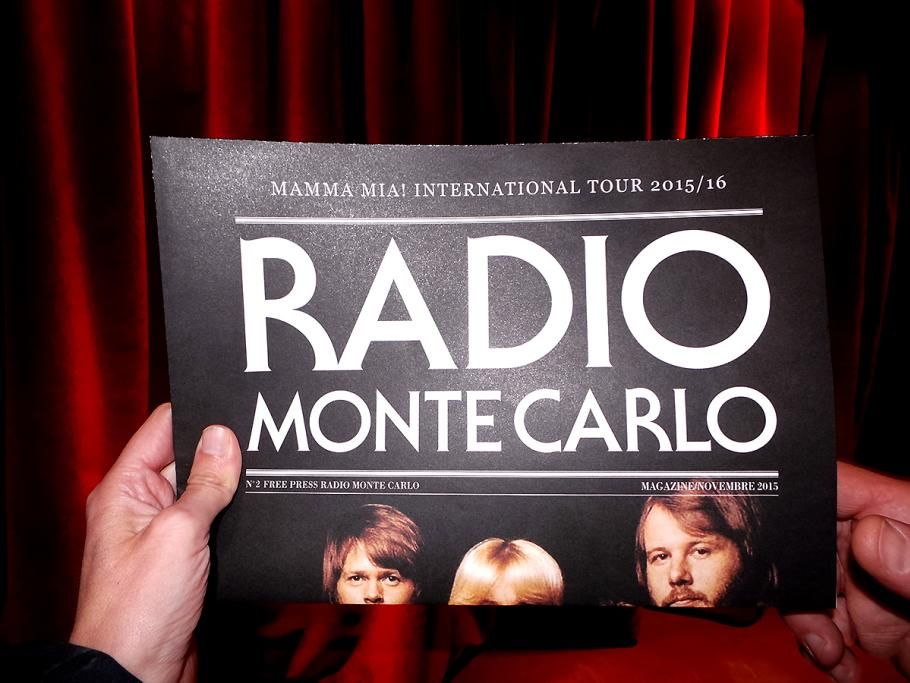 MAMMA MIA! INTERNATIONAL TOUR 2015/16
RADIO
MONTE CARLO
N°2 FREE PRESS RADIO MONTE CARLO
MAGAZINE/NOVEMBRE 2015